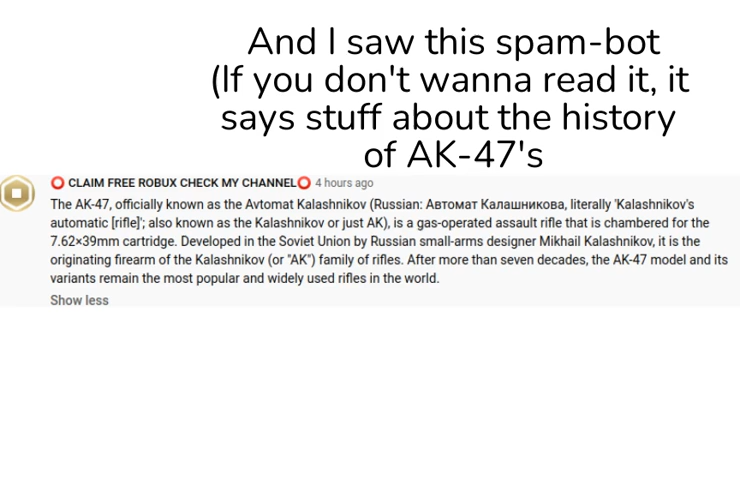 And I saw this spam-bot
(If you don't wanna read it, it
says stuff about the history
of AK-47's
⭕ CLAIM FREE ROBUX CHECK MY CHANNEL⭕ 4 hours ago
The AK-47, officially known as the Avtomat Kalashnikov (Russian: Автомат Калашникова, literally 'Kalashnikov's
automatic [rifle]'; also known as the Kalashnikov or just AK), is a gas-operated assault rifle that is chambered for the
7.62×39mm cartridge. Developed in the Soviet Union by Russian small-arms designer Mikhail Kalashnikov, it is the
originating firearm of the Kalashnikov (or "AK") family of rifles. After more than seven decades, the AK-47 model and its
variants remain the most popular and widely used rifles in the world.
Show less